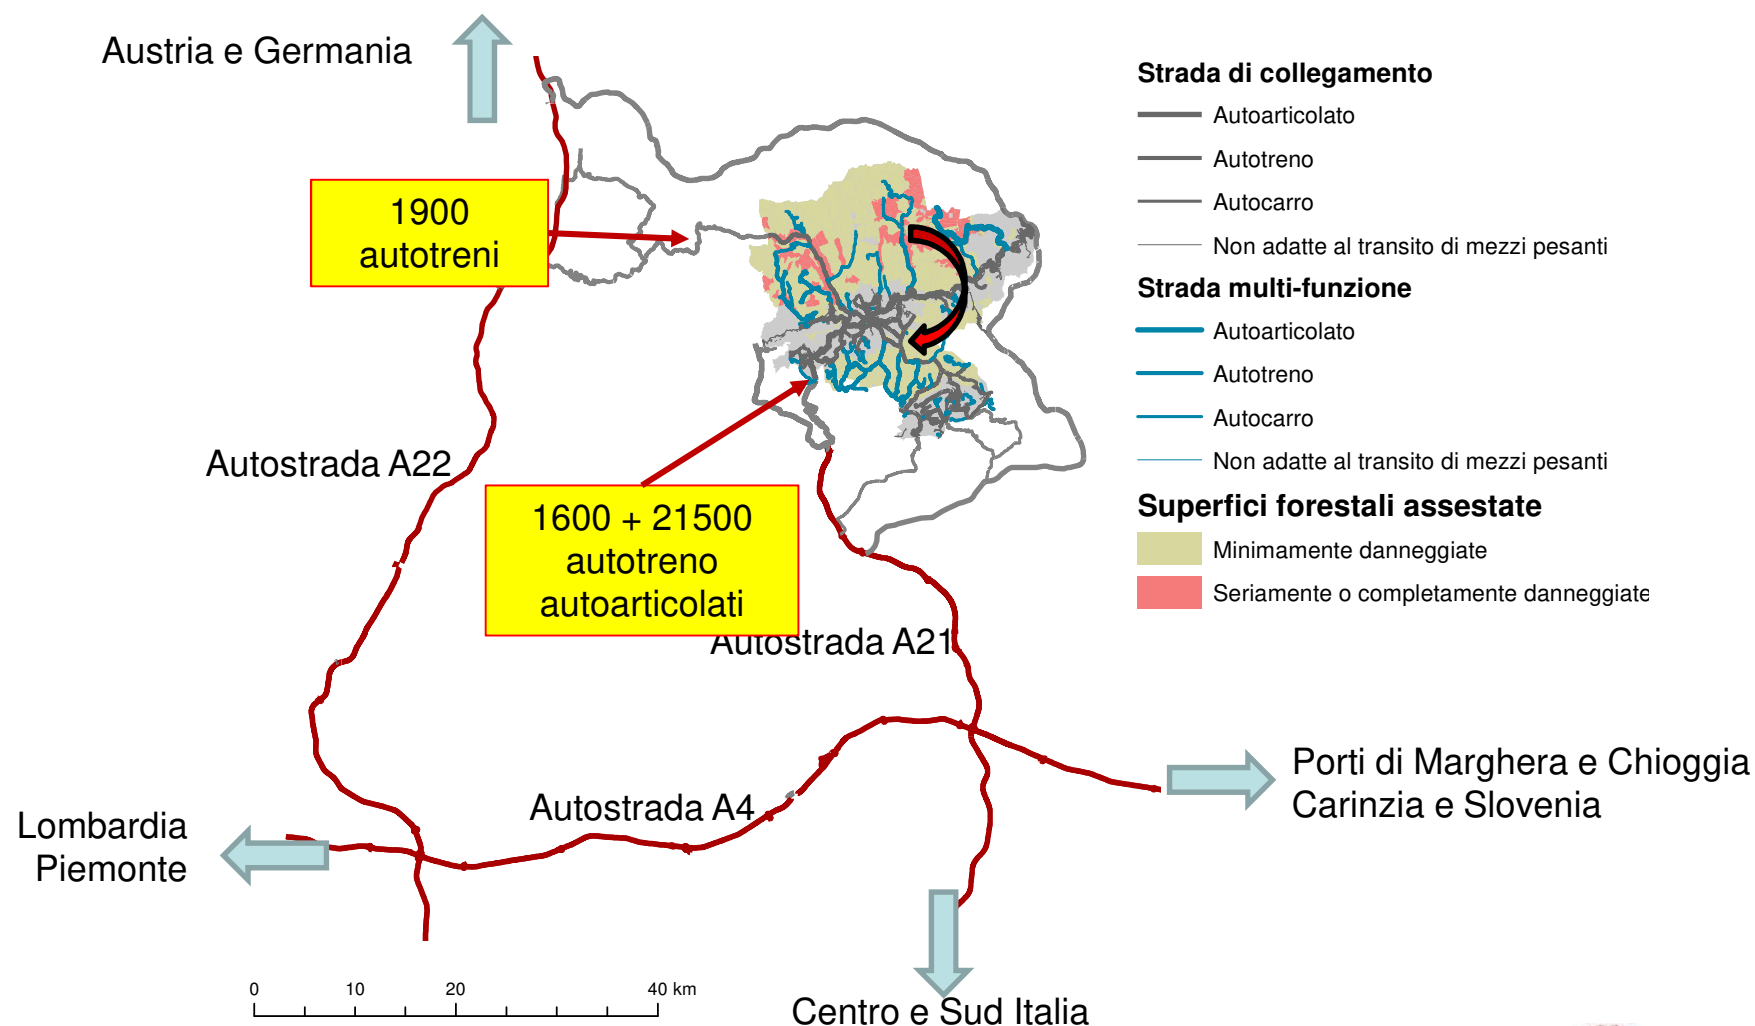 Austria e Germania
1900
autotreni
Autostrada A22
1600 + 21500
autotreno
autoarticolati
Autostrada A21
Autostrada A4
Lombardia
Piemonte
Porti di Marghera e Chioggia
Carinzia e Slovenia
Centro e Sud Italia
0 10 20 40 km
Strada di collegamento
Autoarticolato
Autotreno
Autocarro
Non adatte al transito di mezzi pesanti
Strada multi-funzione
Autoarticolato
Autotreno
Autocarro
Non adatte al transito di mezzi pesanti
Superfici forestali assestate
Minimamente danneggiate
Seriamente o completamente danneggiate